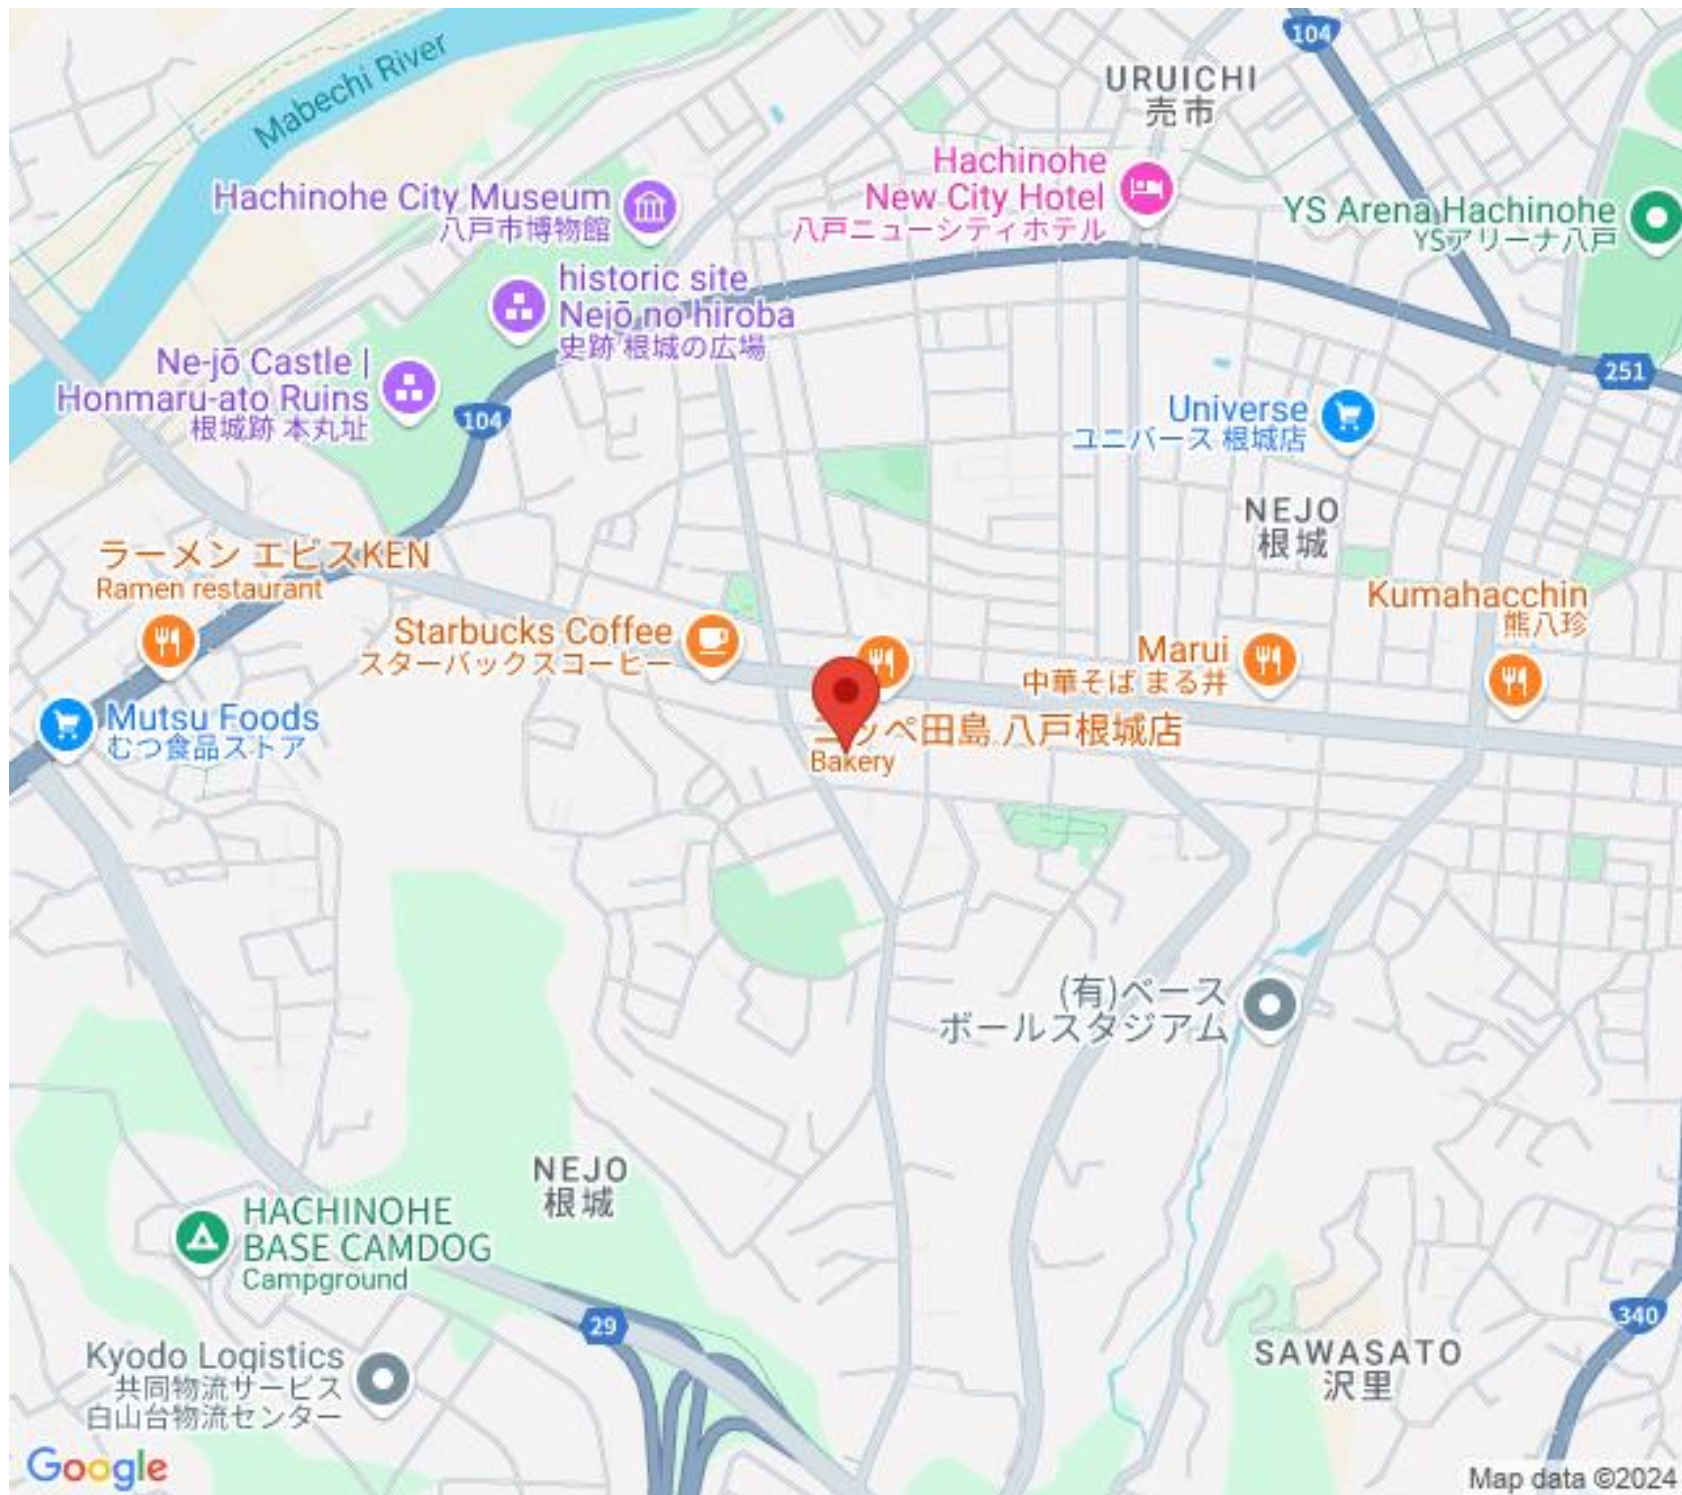 104
URUICHI
売市
Mabechi River
Hachinohe
New City Hotel
八戸ニューシティホテル
Hachinohe City Museum
八戸市博物館
YS Arena Hachinohe
YSアリーナ八戸
historic site
Nejō no hiroba
史跡 根城の広場
Ne-jō Castle |
Honmaru-ato Ruins
根城跡 本丸址
251
104
Universe
ユニバース 根城店
NEJO
根城
ラーメン エビスKEN
Ramen restaurant
Kumahacchin
熊八珍
Starbucks Coffee
スターバックスコーヒー
Marui
中華そば まる井
Mutsu Foods
むつ食品ストア
ッペ田島 八戸根城店
Bakery
(有)ベース
ボールスタジアム
NEJO
根城
HACHINOHE
BASE CAMDOG
Campground
29
340
Kyodo Logistics
共同物流サービス
白山台物流センター
SAWASATO
沢里
Google
Map data ©2024